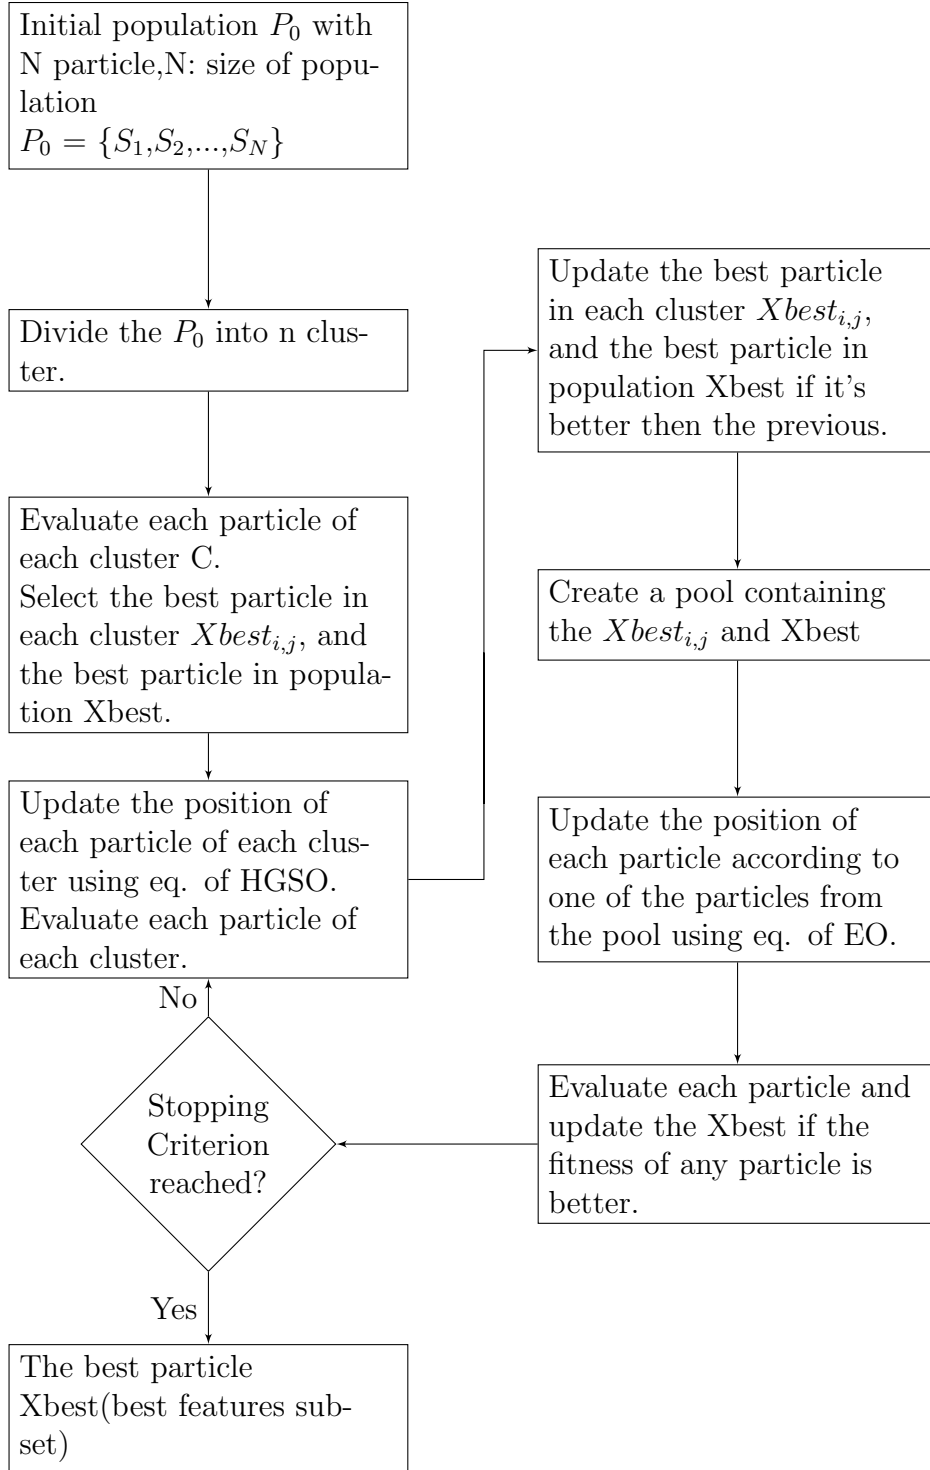 Initial population P₀ with
N particle,N: size of popu-
lation
P₀ = {S₁,S₂,...,S_N}
Divide the P₀ into n clus-
ter.
Evaluate each particle of
each cluster C.
Select the best particle in
each cluster Xbest_{i,j}, and
the best particle in popula-
tion Xbest.
Update the position of
each particle of each clus-
ter using eq. of HGSO.
Evaluate each particle of
each cluster.
Update the best particle
in each cluster Xbest_{i,j},
and the best particle in
population Xbest if it's
better then the previous.
Create a pool containing
the Xbest_{i,j} and Xbest
Update the position of
each particle according to
one of the particles from
the pool using eq. of EO.
Evaluate each particle and
update the Xbest if the
fitness of any particle is
better.
No
Stopping
Criterion
reached?
Yes
The best particle
Xbest(best features sub-
set)